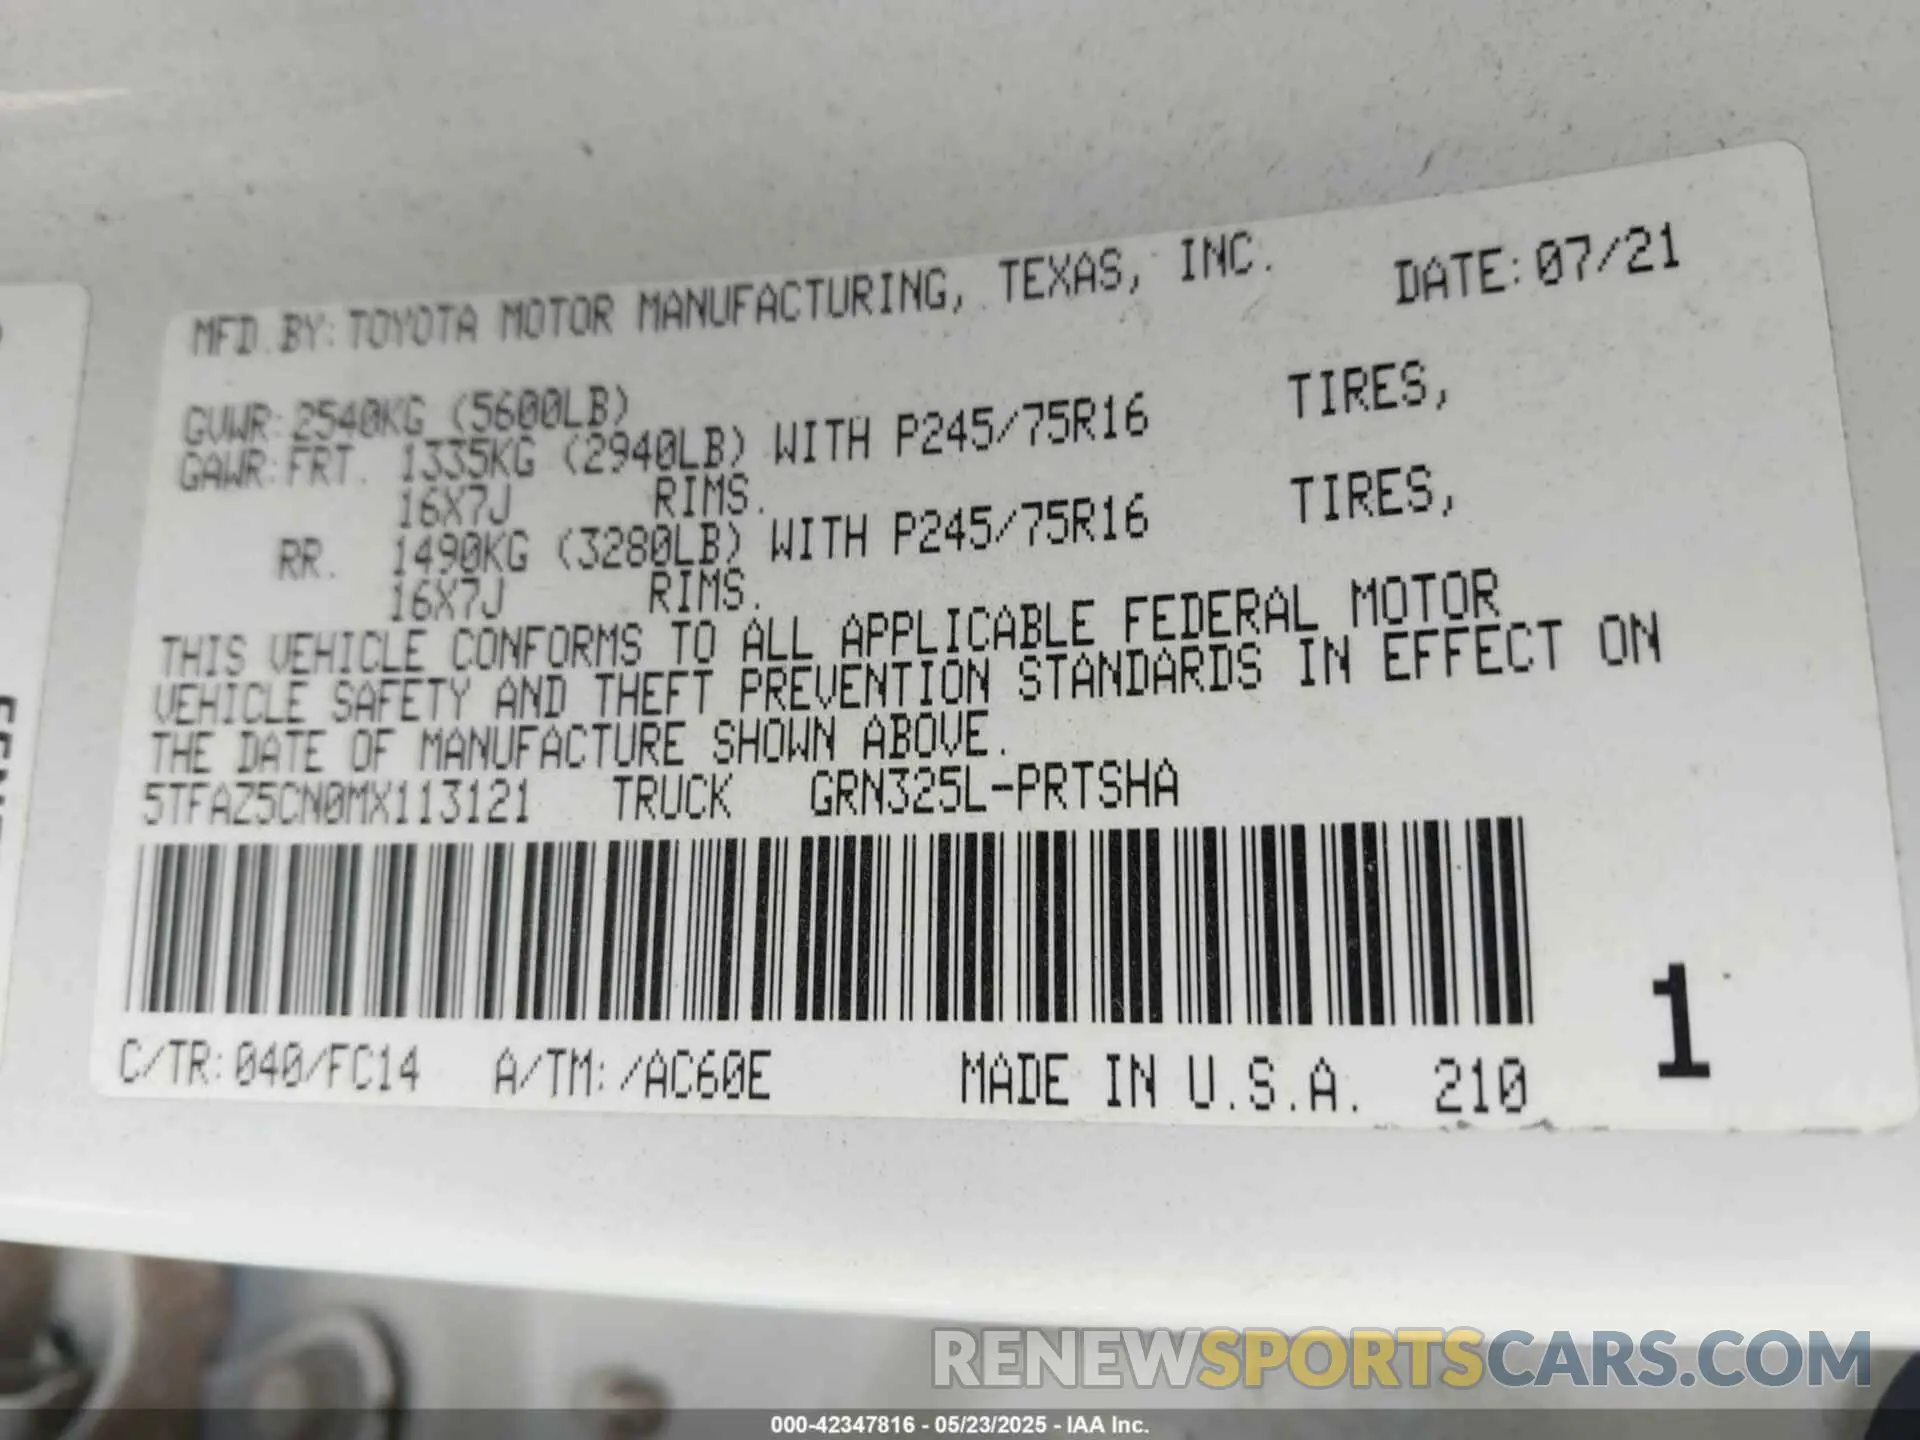 MFD. BY: TOYOTA MOTOR MANUFACTURING, TEXAS, INC. DATE: 07/21
GVWR: 2540KG (5600LB)
GAWR: FRT. 1335KG (2940LB) WITH P245/75R16 TIRES,
16X7J RIMS.
RR. 1490KG (3280LB) WITH P245/75R16 TIRES,
16X7J RIMS.
THIS VEHICLE CONFORMS TO ALL APPLICABLE FEDERAL MOTOR
VEHICLE SAFETY AND THEFT PREVENTION STANDARDS IN EFFECT ON
THE DATE OF MANUFACTURE SHOWN ABOVE.
5TFAZ5CN0MX113121 TRUCK GRN325L-PRTSHA
C/TR: 040/FC14 A/TM: /AC60E MADE IN U.S.A. 210 1
RENEWSPORTSCARS.COM
000-42347816 - 05/23/2025 - IAA Inc.